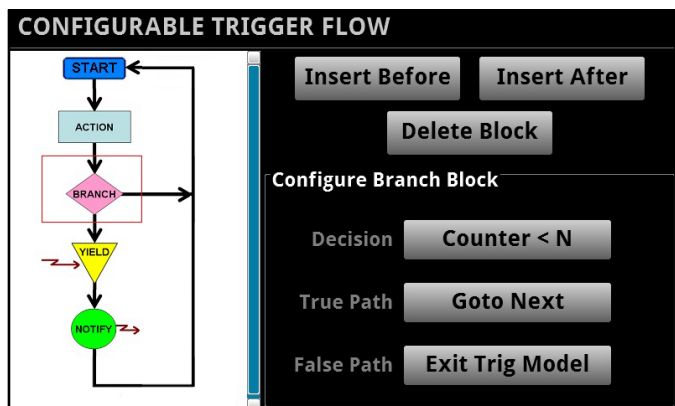 CONFIGURABLE TRIGGER FLOW
START
ACTION
BRANCH
YIELD
NOTIFY
Insert Before
Insert After
Delete Block
Configure Branch Block
Decision
Counter < N
True Path
Goto Next
False Path
Exit Trig Model